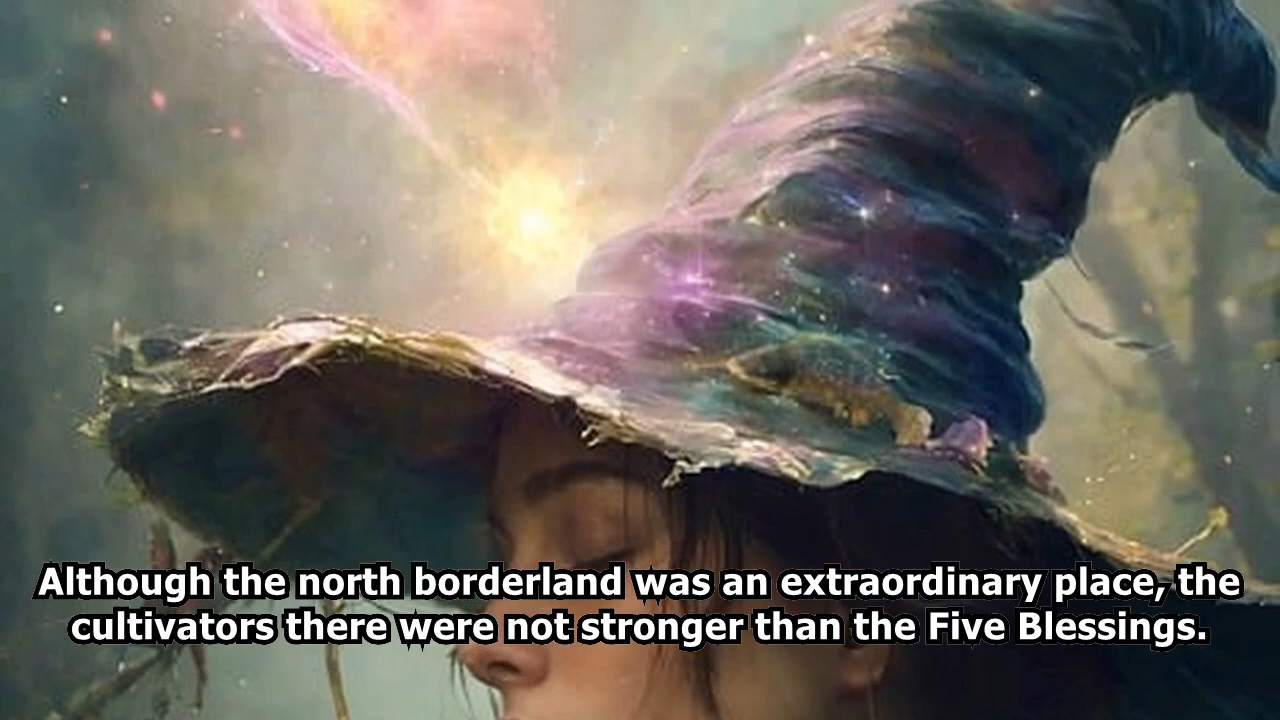 Although the north borderland was an extraordinary place, the
cultivators there were not stronger than the Five Blessings.